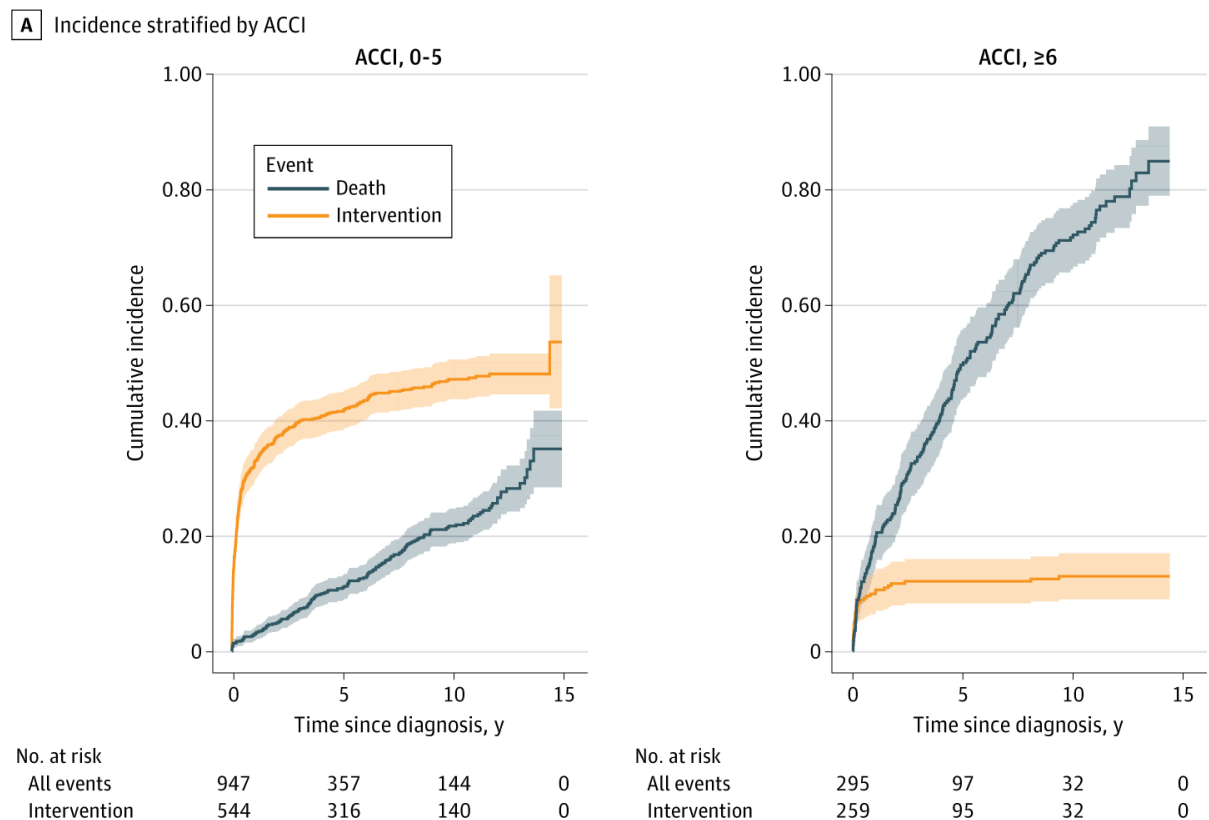 A Incidence stratified by ACCI
ACCI, 0-5
1.00
0.80
0.60
0.40
0.20
0
Cumulative incidence
Event
Death
Intervention
0 5 10 15
Time since diagnosis, y
No. at risk
All events 947 357 144 0
Intervention 544 316 140 0
ACCI, ≥6
1.00
0.80
0.60
0.40
0.20
0
Cumulative incidence
0 5 10 15
Time since diagnosis, y
No. at risk
All events 295 97 32 0
Intervention 259 95 32 0